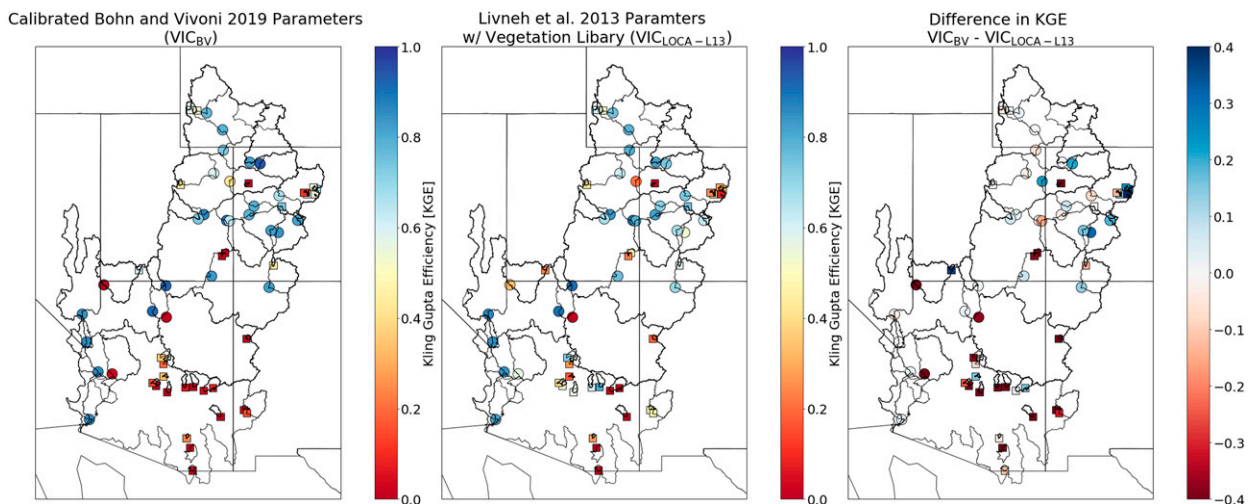 Calibrated Bohn and Vivoni 2019 Parameters
(VIC_BV)
1.0
0.8
0.6
0.4
0.2
0.0
Kling Gupta Efficiency [KGE]
Livneh et al. 2013 Paramters
w/ Vegetation Libary (VIC_LOCA – L13)
1.0
0.8
0.6
0.4
0.2
0.0
Kling Gupta Efficiency [KGE]
Difference in KGE
VIC_BV - VIC_LOCA – L13
0.4
0.3
0.2
0.1
0.0
−0.1
−0.2
−0.3
−0.4